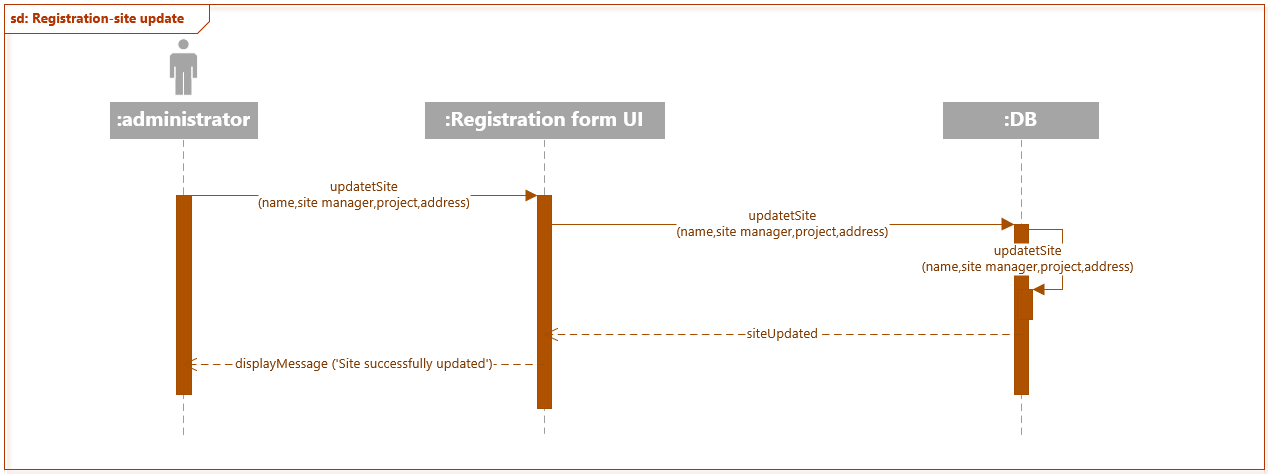 sd: Registration-site update
:administrator
:Registration form UI
:DB
updatetSite
(name,site manager,project,address)
updatetSite
(name,site manager,project,address)
updatetSite
(name,site manager,project,address)
siteUpdated
displayMessage ('Site successfully updated')